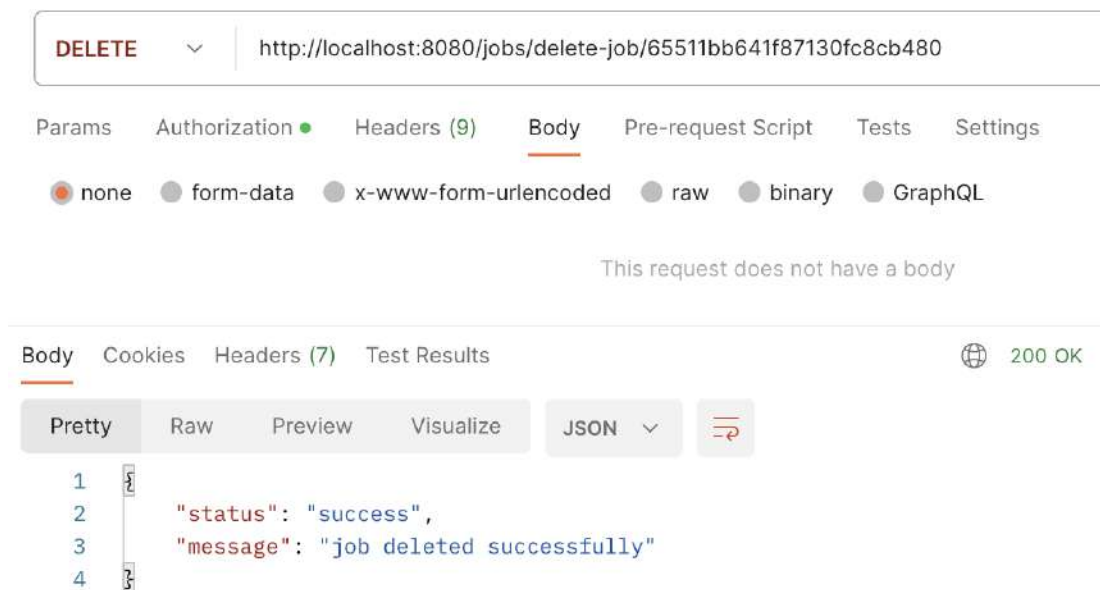 DELETE http://localhost:8080/jobs/delete-job/65511bb641f87130fc8cb480
Params Authorization Headers (9) Body Pre-request Script Tests Settings
none form-data x-www-form-urlencoded raw binary GraphQL
This request does not have a body
Body Cookies Headers (7) Test Results 200 OK
Pretty Raw Preview Visualize JSON
1 {
2 "status": "success",
3 "message": "job deleted successfully"
4 }